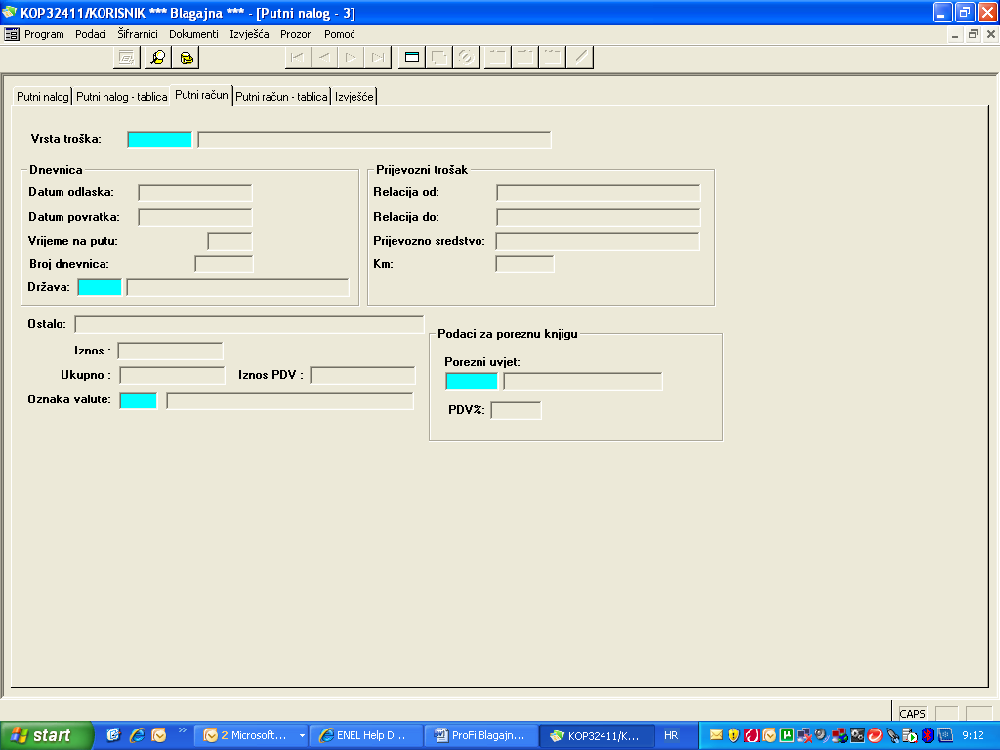 KOP32411/KORISNIK *** Blagajna *** - [Putni nalog - 3]
Program Podaci Šifrarnici Dokumenti Izvješća Prozori Pomoć
Putni nalog Putni nalog - tablica Putni račun Putni račun - tablica Izvješće
Vrsta troška:
Dnevnica
Datum odlaska:
Datum povratka:
Vrijeme na putu:
Broj dnevnica:
Država:
Prijevozni trošak
Relacija od:
Relacija do:
Prijevozno sredstvo:
Km:
Ostalo:
Iznos :
Ukupno : Iznos PDV :
Oznaka valute:
Podaci za poreznu knjigu
Porezni uvjet:
PDV%:
CAPS
start 2 Microsoft... ENEL Help D... ProFi Blagajn... KOP32411/K... HR 9:12